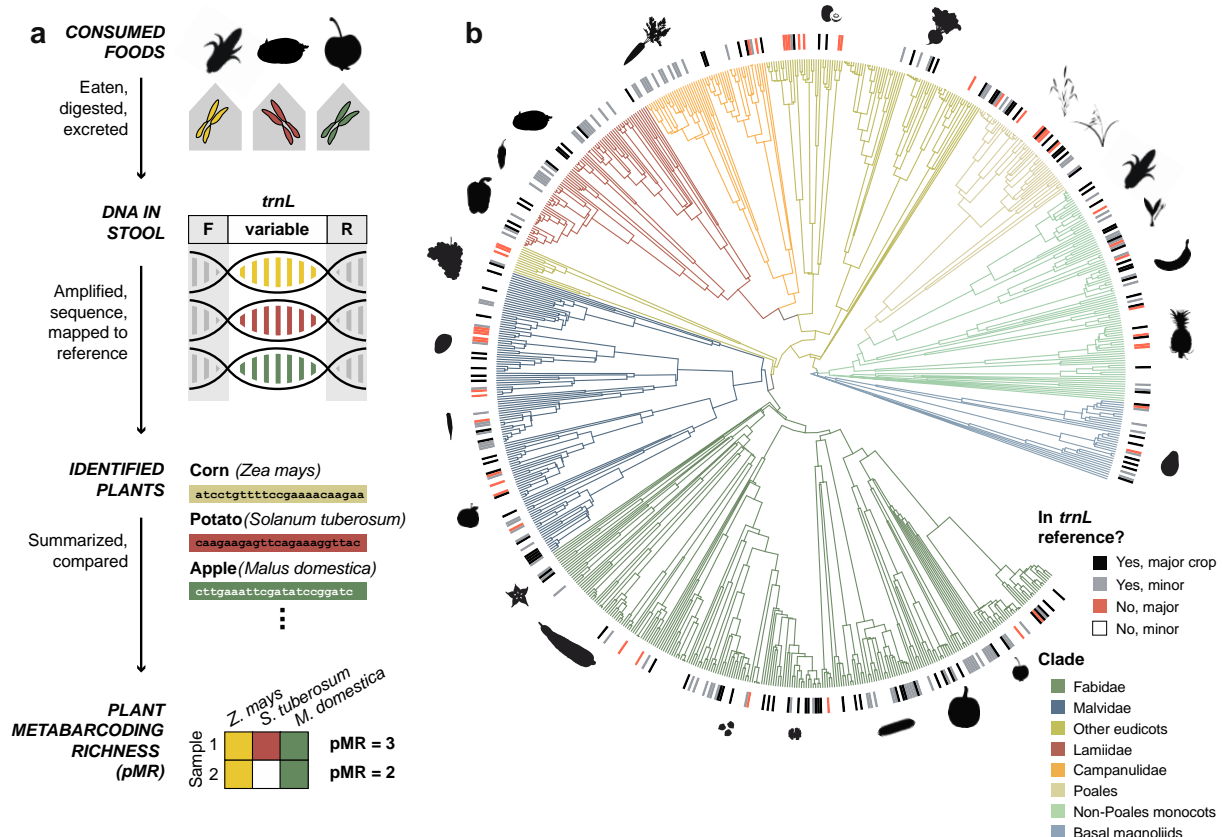 a
CONSUMED
FOODS
Eaten,
digested,
excreted
DNA IN
STOOL
trnL
F variable R
Amplified,
sequence,
mapped to
reference
IDENTIFIED
PLANTS
Corn (Zea mays)
atcctgttttccgaaaacaagaa
Potato (Solanum tuberosum)
caagaagagttcagaaaggttac
Apple (Malus domestica)
cttgaaattcgatatccggatc
Summarized,
compared
PLANT
METABARCODING
RICHNESS
(pMR)
Z. mays
S. tuberosum
M. domestica
Sample
1 pMR = 3
2 pMR = 2
b
In trnL
reference?
Yes, major crop
Yes, minor
No, major
No, minor
Clade
Fabidae
Malvidae
Other eudicots
Lamiidae
Campanulidae
Poales
Non-Poales monocots
Basal magnoliids